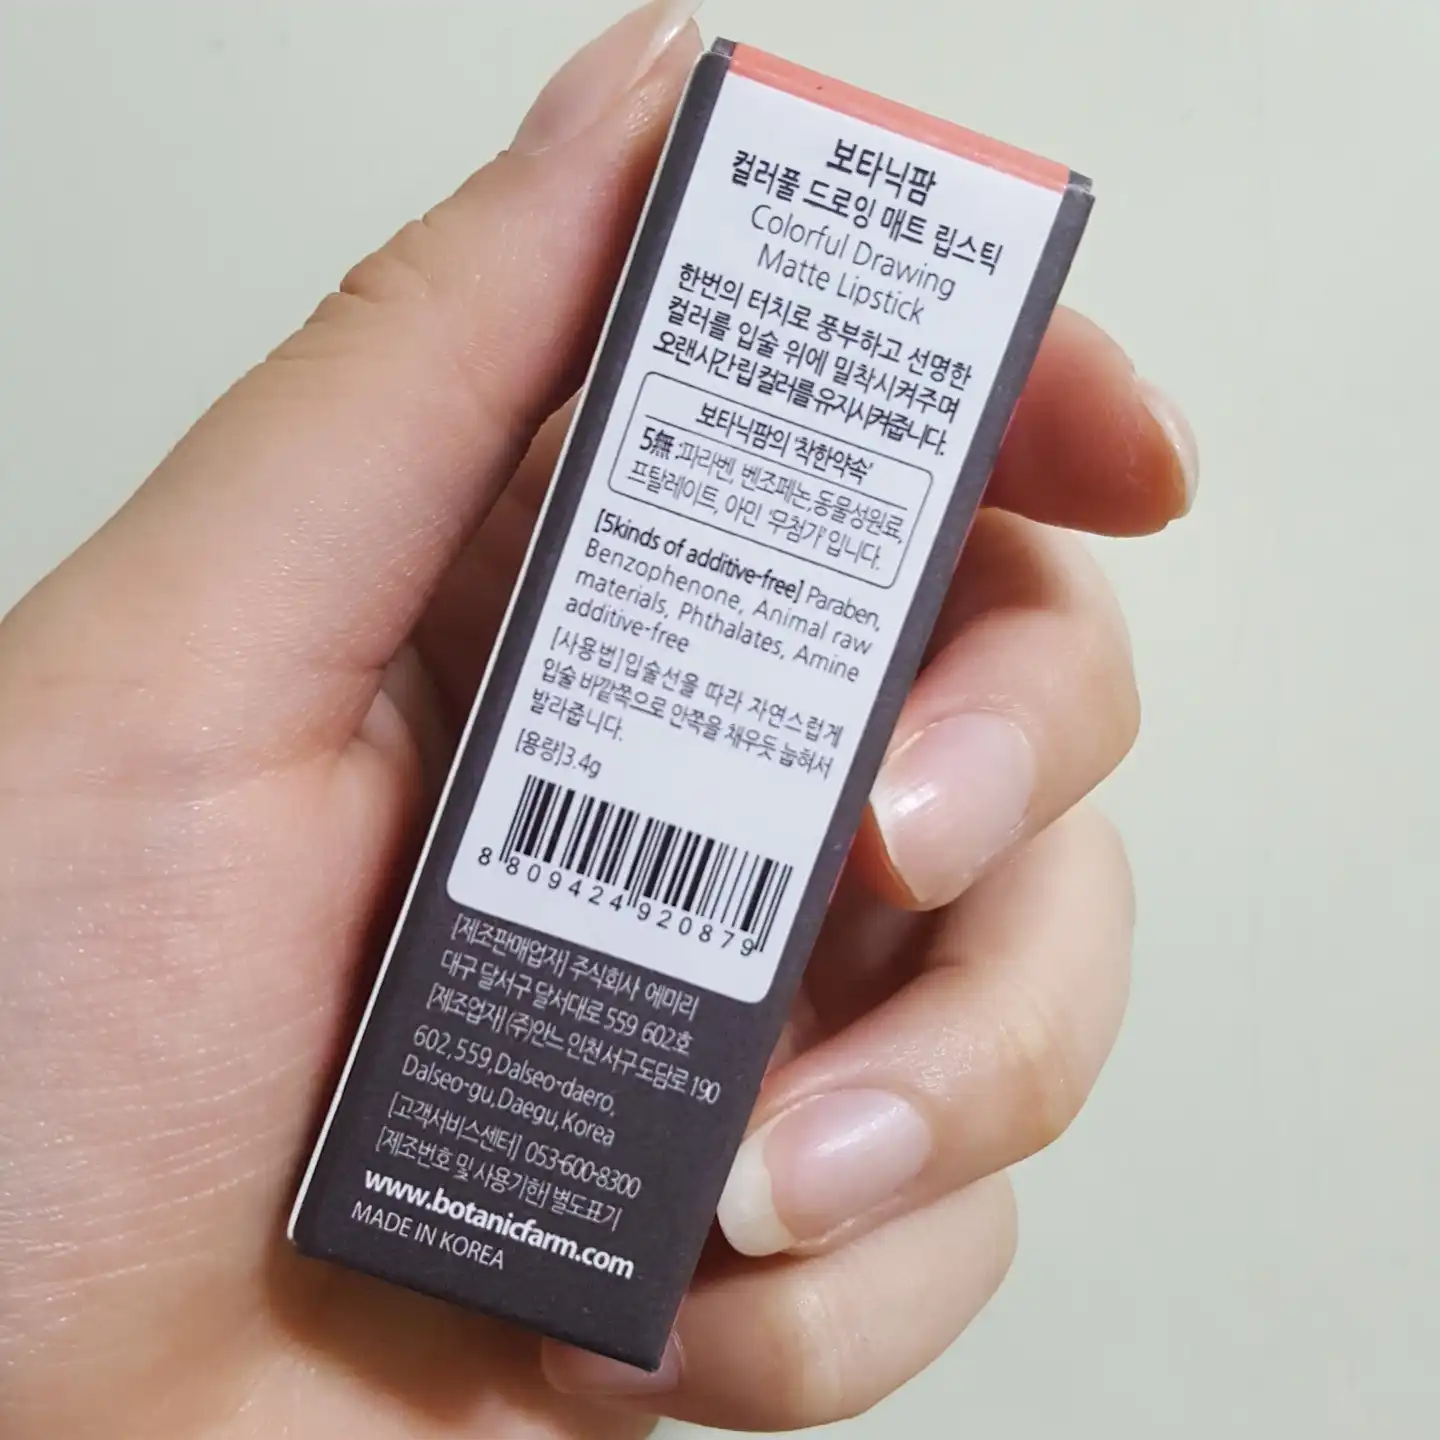 보타닉팜
컬러풀 드로잉 매트 립스틱
Colorful Drawing
Matte Lipstick
한번의 터치로 풍부하고 선명한
컬러를 입술 위에 밀착시켜주며
오랜시간립컬러를유지시켜줍니다.
보타닉팜의 '착한약속'
5無 :파라벤, 벤조페논,동물성원료,
프탈레이트, 아민 '무첨가' 입니다.
[5kinds of additive-free] Paraben,
Benzophenone, Animal raw
materials, Phthalates, Amine
additive-free
[사용법]입술선을 따라 자연스럽게
입술 바깥쪽으로 안쪽을 채우듯 눕혀서
발라줍니다.
[용량]3.4g
8 809424 920879
[제조판매업재] 주식회사 에미리
대구 달서구 달서대로 559 602호
[제조업재] (주)안느 인천 서구 도담로 190
602,559,Dalseo-daero,
Dalseo-gu,Daegu,Korea
[고객서비스센터] 053-600-8300
[제조번호 및 사용기한] 별도표기
www.botanicfarm.com
MADE IN KOREA